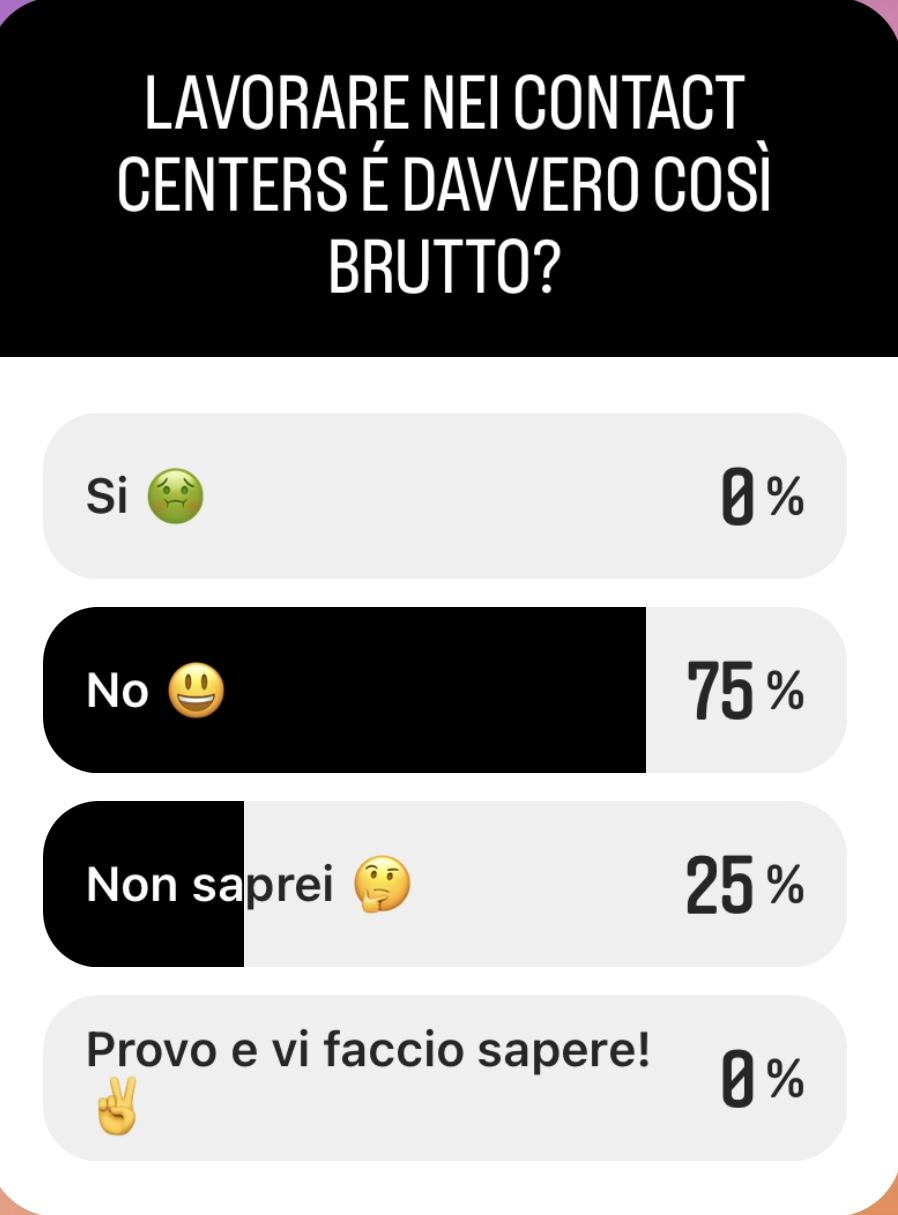 LAVORARE NEI CONTACT
CENTERS É DAVVERO COSÌ
BRUTTO?
Si 🤢 0%
No 😃 75%
Non saprei 🤔 25%
Provo e vi faccio sapere!
✌️ 0%